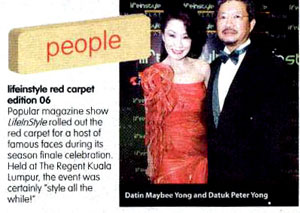 people
lifeinstyle red carpet
edition 06
Popular magazine show
LifeInStyle rolled out the
red carpet for a host of
famous faces during its
season finale celebration.
Held at The Regent Kuala
Lumpur, the event was
certainly "style all the
while!"
Datin Maybee Yong and Datuk Peter Yong